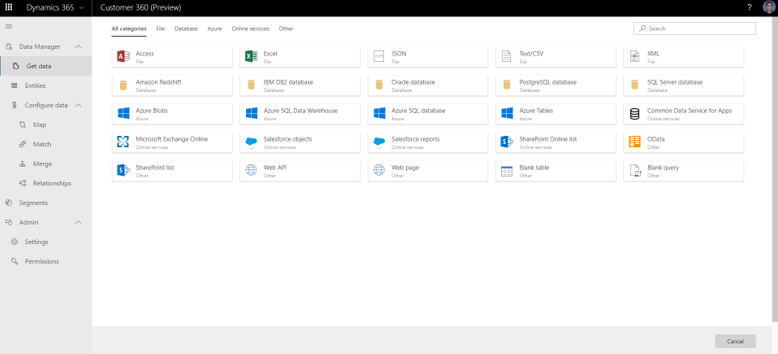 Dynamics 365
Customer 360 (Preview)
?
All categories
File
Database
Azure
Online services
Other
Search
Data Manager
Get data
Entities
Configure data
Map
Match
Merge
Relationships
Segments
Admin
Settings
Permissions
Access
File
Excel
File
JSON
File
Text/CSV
File
XML
File
Amazon Redshift
Database
IBM DB2 database
Database
Oracle database
Database
PostgreSQL database
Database
SQL Server database
Database
Azure Blobs
Azure
Azure SQL Data Warehouse
Azure
Azure SQL database
Azure
Azure Tables
Azure
Common Data Service for Apps
Online services
Microsoft Exchange Online
Online services
Salesforce objects
Online services
Salesforce reports
Online services
SharePoint Online list
Online services
OData
Other
SharePoint list
Other
Web API
Other
Web page
Other
Blank table
Other
Blank query
Other
Cancel